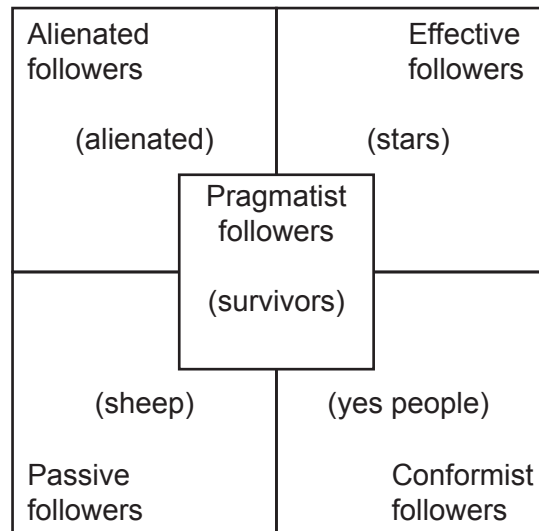 Alienated
followers
(alienated)
Effective
followers
(stars)
Pragmatist
followers
(survivors)
(sheep)
Passive
followers
(yes people)
Conformist
followers